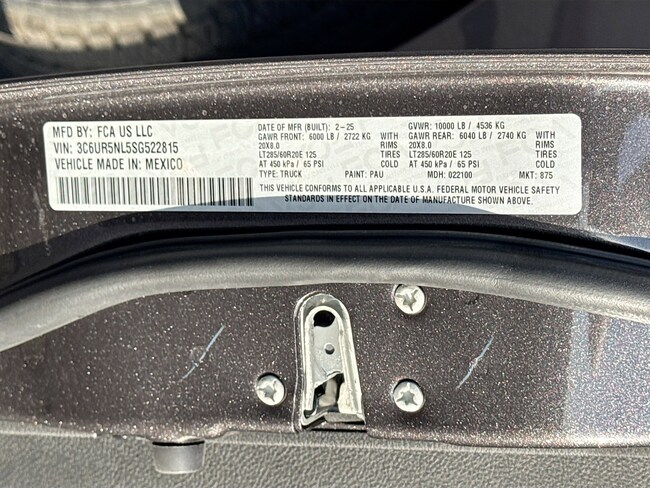 MFD BY: FCA US LLC
VIN: 3C6UR5NL5SG522815
VEHICLE MADE IN: MEXICO
DATE OF MFR (BUILT): 2-25
GAWR FRONT: 6000 LB / 2722 KG WITH
20X8.0 RIMS
LT285/60R20E 125 TIRES
AT 450 kPa / 65 PSI COLD
TYPE: TRUCK PAINT: PAU
GVWR: 10000 LB / 4536 KG
GAWR REAR: 6040 LB / 2740 KG WITH
20X8.0 RIMS
LT285/60R20E 125 TIRES
AT 450 kPa / 65 PSI COLD
MDH: 022100 MKT: 875
THIS VEHICLE CONFORMS TO ALL APPLICABLE U.S.A. FEDERAL MOTOR VEHICLE SAFETY
STANDARDS IN EFFECT ON THE DATE OF MANUFACTURE SHOWN ABOVE.